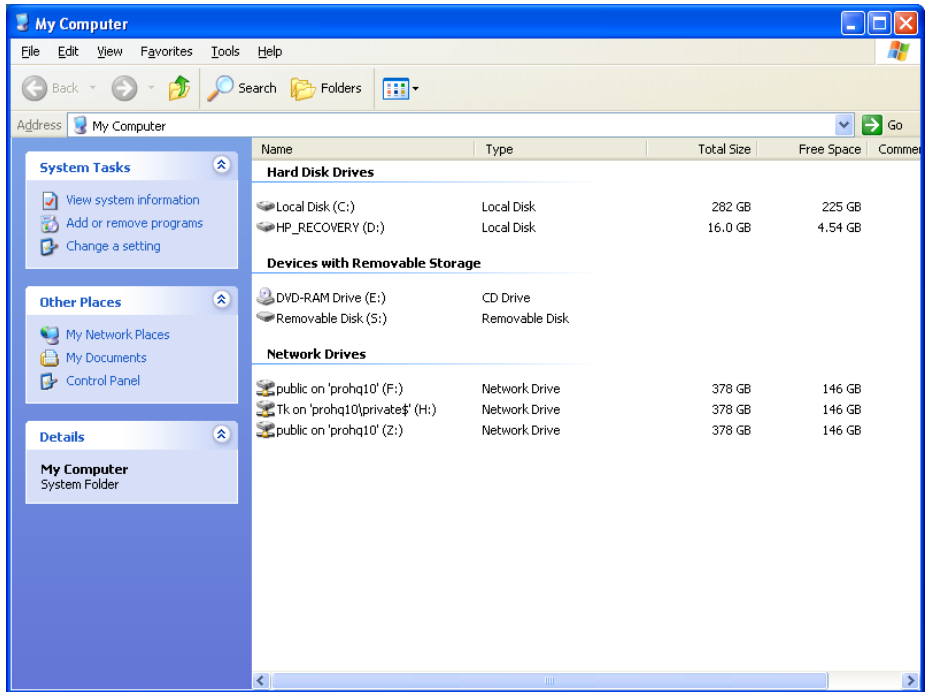 My Computer
File Edit View Favorites Tools Help
Back Search Folders
Address My Computer Go
System Tasks
View system information
Add or remove programs
Change a setting
Other Places
My Network Places
My Documents
Control Panel
Details
My Computer
System Folder
Name Type Total Size Free Space Commen
Hard Disk Drives
Local Disk (C:) Local Disk 282 GB 225 GB
HP_RECOVERY (D:) Local Disk 16.0 GB 4.54 GB
Devices with Removable Storage
DVD-RAM Drive (E:) CD Drive
Removable Disk (S:) Removable Disk
Network Drives
public on 'prohq10' (F:) Network Drive 378 GB 146 GB
Tk on 'prohq10\private$' (H:) Network Drive 378 GB 146 GB
public on 'prohq10' (Z:) Network Drive 378 GB 146 GB